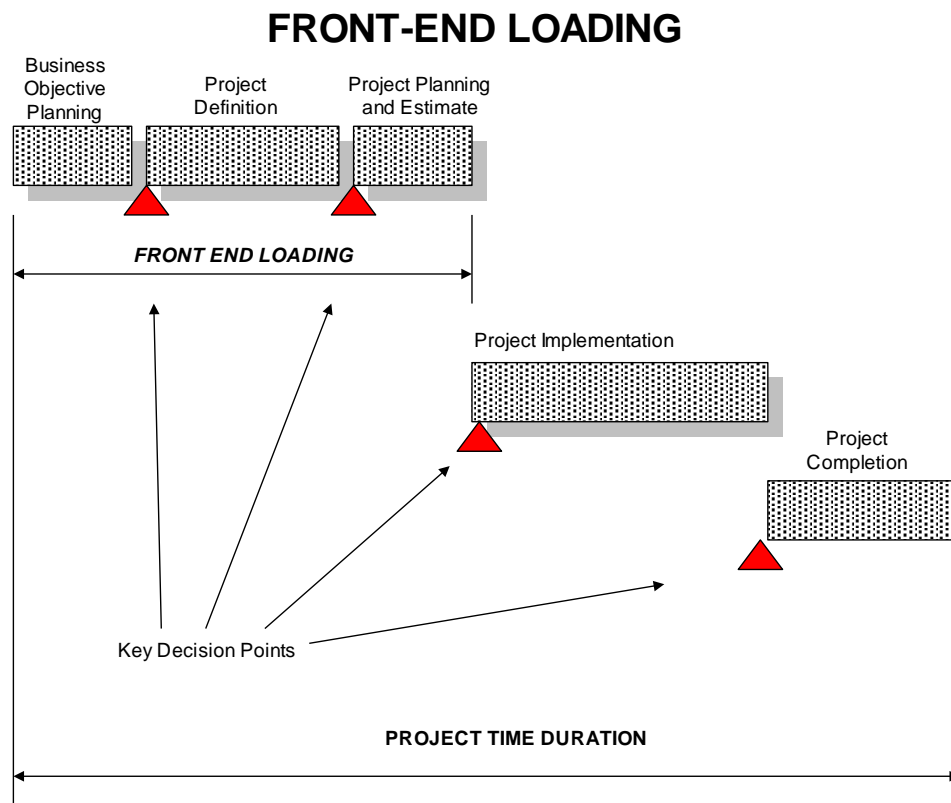 FRONT-END LOADING
Business
Objective
Planning
Project
Definition
Project Planning
and Estimate
FRONT END LOADING
Project Implementation
Project
Completion
Key Decision Points
PROJECT TIME DURATION